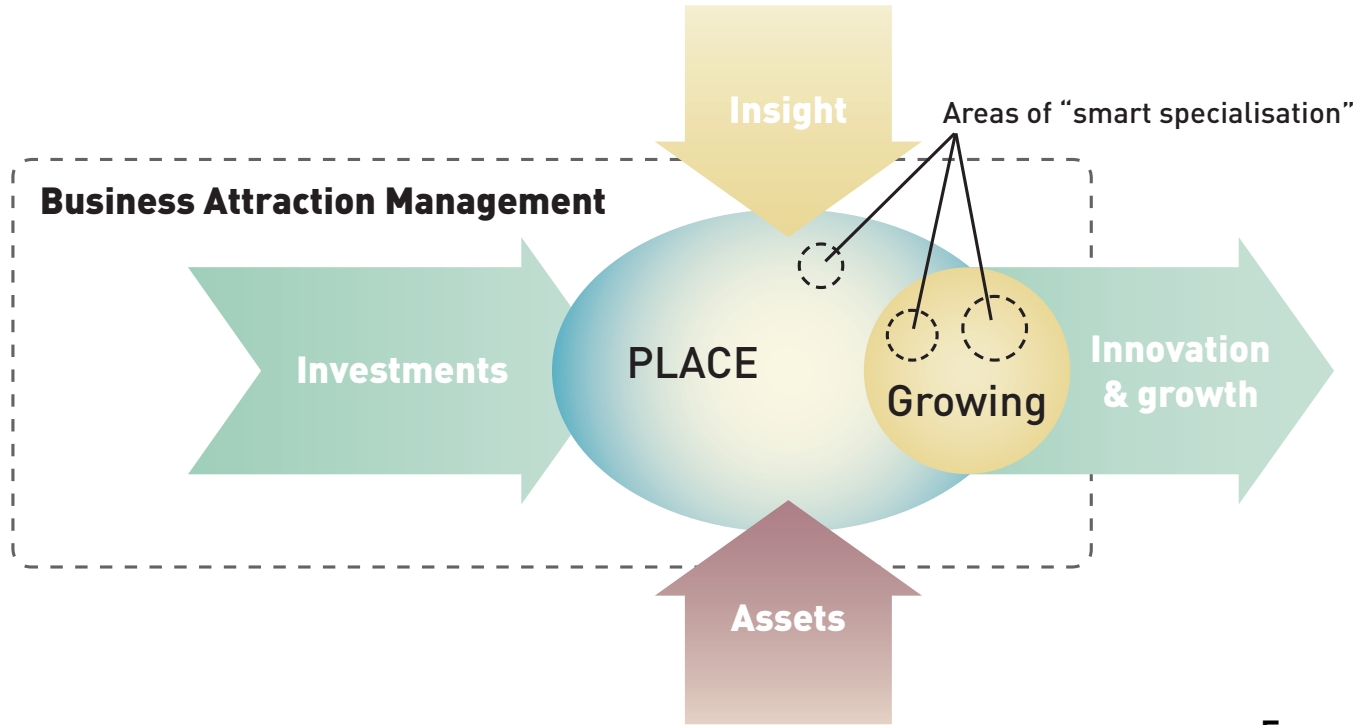 Insight
Areas of “smart specialisation”
Business Attraction Management
Investments
PLACE
Growing
Innovation
& growth
Assets